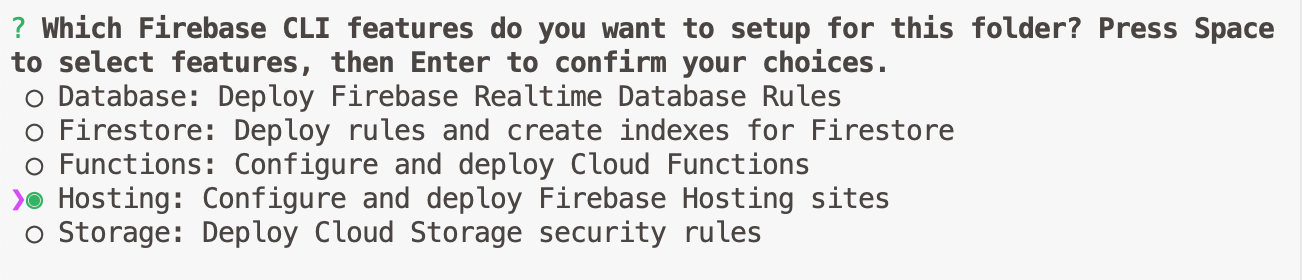 ? Which Firebase CLI features do you want to setup for this folder? Press Space
to select features, then Enter to confirm your choices.
◯ Database: Deploy Firebase Realtime Database Rules
◯ Firestore: Deploy rules and create indexes for Firestore
◯ Functions: Configure and deploy Cloud Functions
❯◉ Hosting: Configure and deploy Firebase Hosting sites
◯ Storage: Deploy Cloud Storage security rules